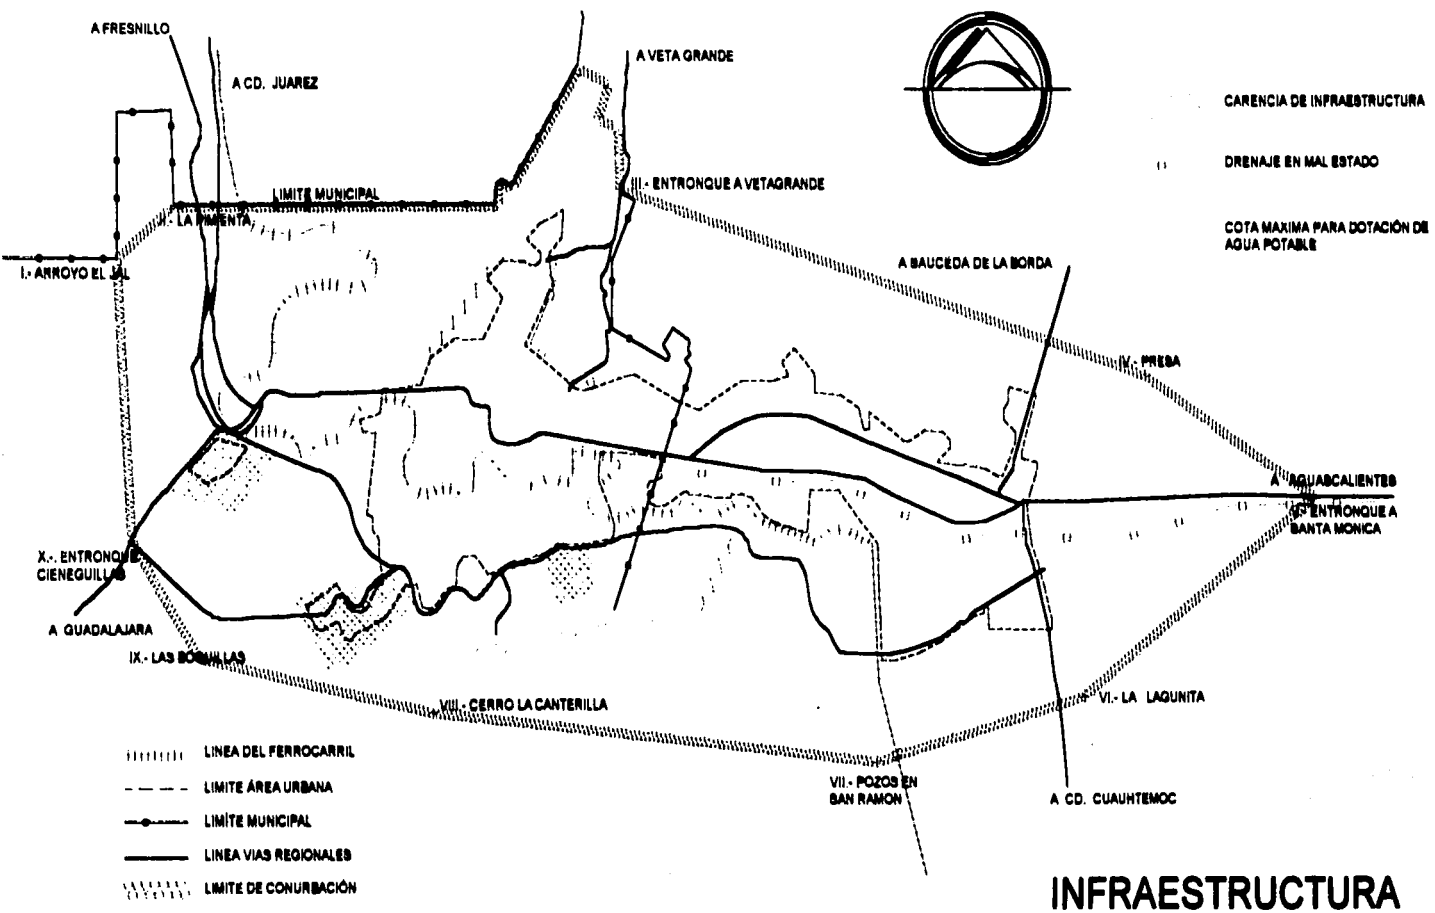 A FRESNILLO
A CD. JUAREZ
A VETA GRANDE
CARENCIA DE INFRAESTRUCTURA
DRENAJE EN MAL ESTADO
COTA MAXIMA PARA DOTACIÓN DE
AGUA POTABLE
LIMITE MUNICIPAL
II.- LA PIMIENTA
III.- ENTRONQUE A VETAGRANDE
I.- ARROYO EL JAL
A SAUCEDA DE LA BORDA
IV.- PRESA
A AGUASCALIENTES
V.- ENTRONQUE A
SANTA MONICA
X.- ENTRONQUE
CIENEGUILLAS
A GUADALAJARA
IX.- LAS BOQUILLAS
VIII.- CERRO LA CANTERILLA
VI.- LA LAGUNITA
VII.- POZOS EN
SAN RAMON
A CD. CUAUHTEMOC
LINEA DEL FERROCARRIL
LIMITE ÁREA URBANA
LIMÍTE MUNICIPAL
LINEA VIAS REGIONALES
LIMITE DE CONURBACIÓN
INFRAESTRUCTURA